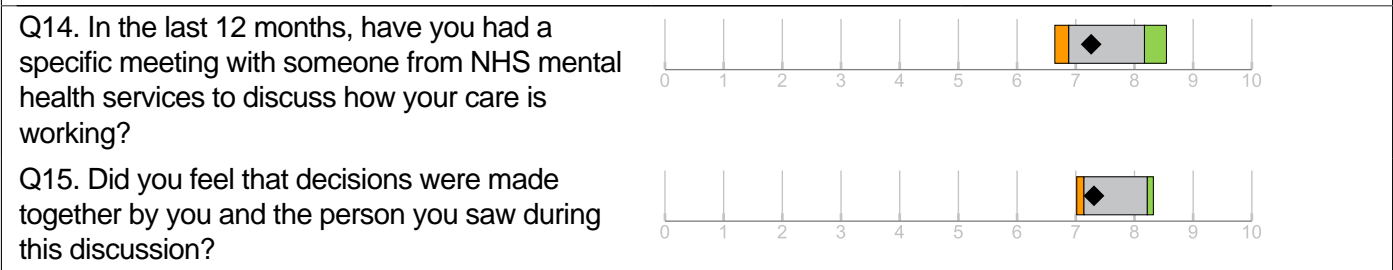 Q14. In the last 12 months, have you had a
specific meeting with someone from NHS mental
health services to discuss how your care is
working?
0 1 2 3 4 5 6 7 8 9 10
Q15. Did you feel that decisions were made
together by you and the person you saw during
this discussion?
0 1 2 3 4 5 6 7 8 9 10